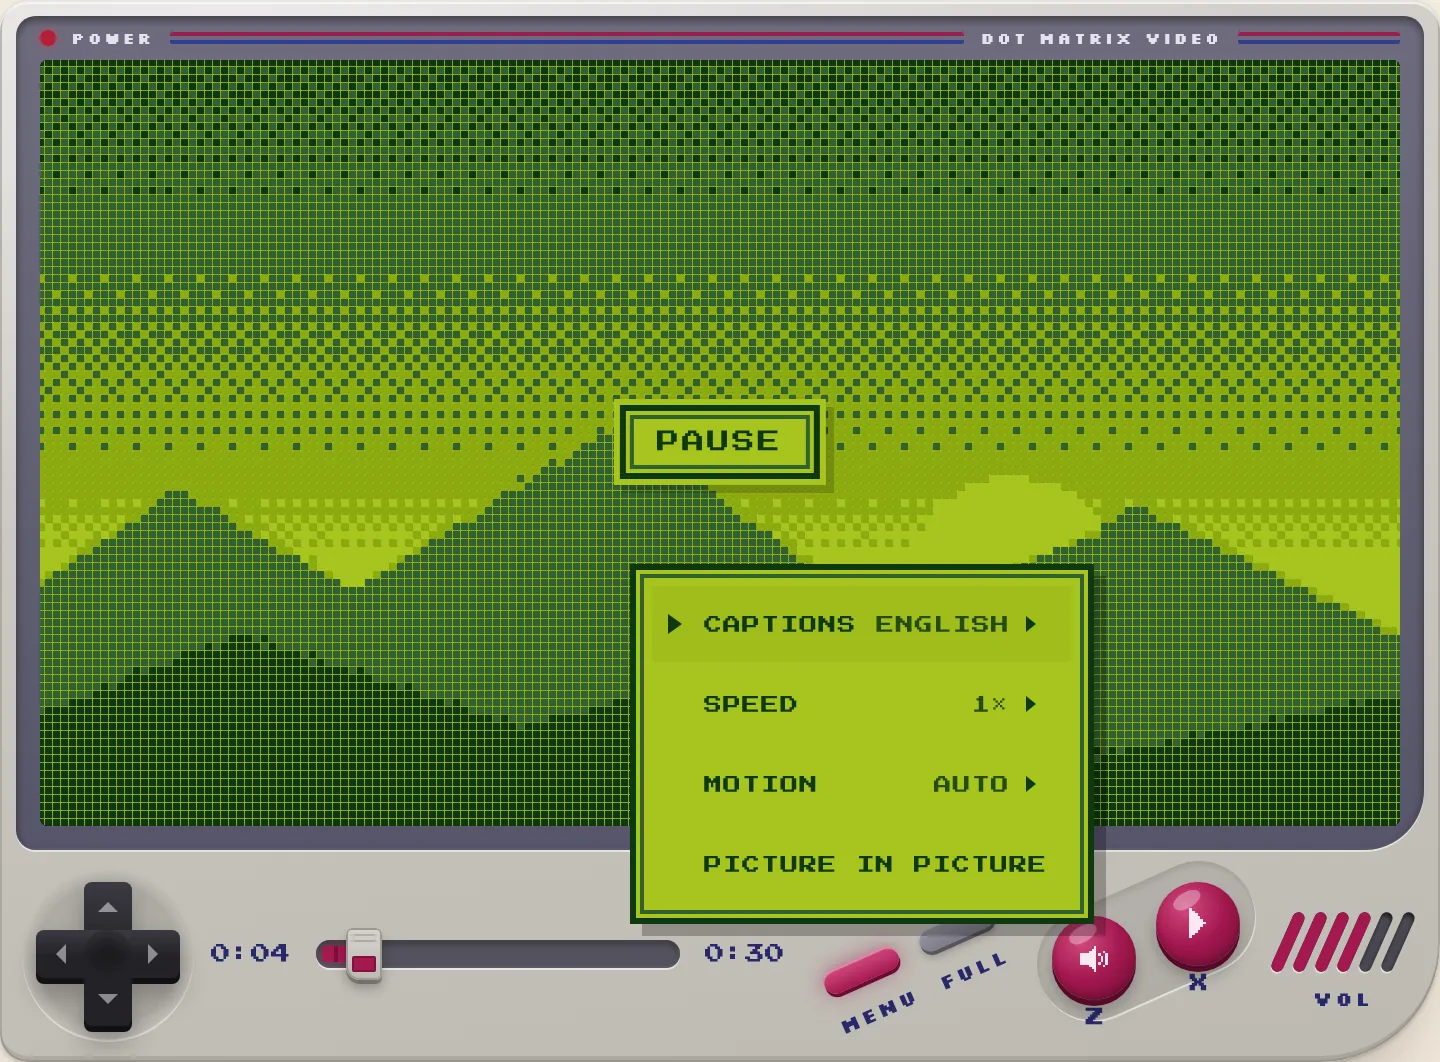 POWER
DOT MATRIX VIDEO
PAUSE
CAPTIONS ENGLISH
SPEED 1×
MOTION AUTO
PICTURE IN PICTURE
0:04
0:30
MENU
FULL
Z
X
VOL